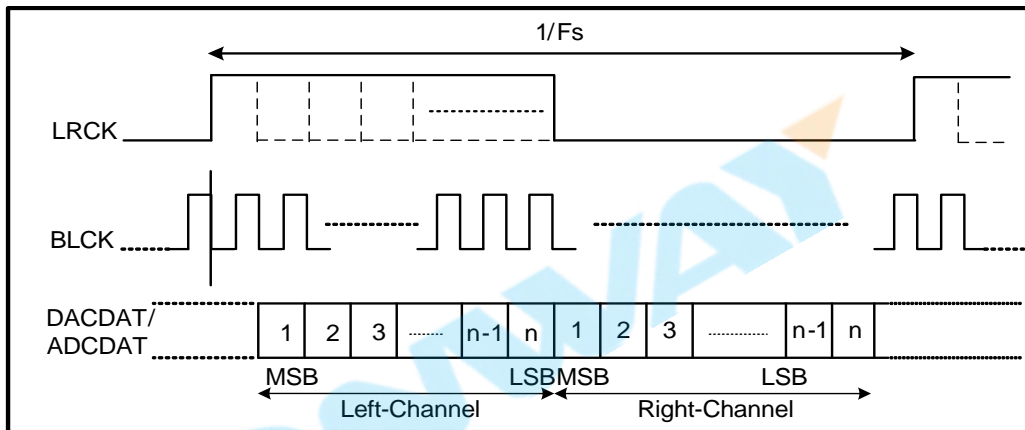 1/Fs
LRCK
BLCK
DACDAT/
ADCDAT
1 2 3 n-1 n 1 2 3 n-1 n
MSB LSB MSB LSB
Left-Channel Right-Channel